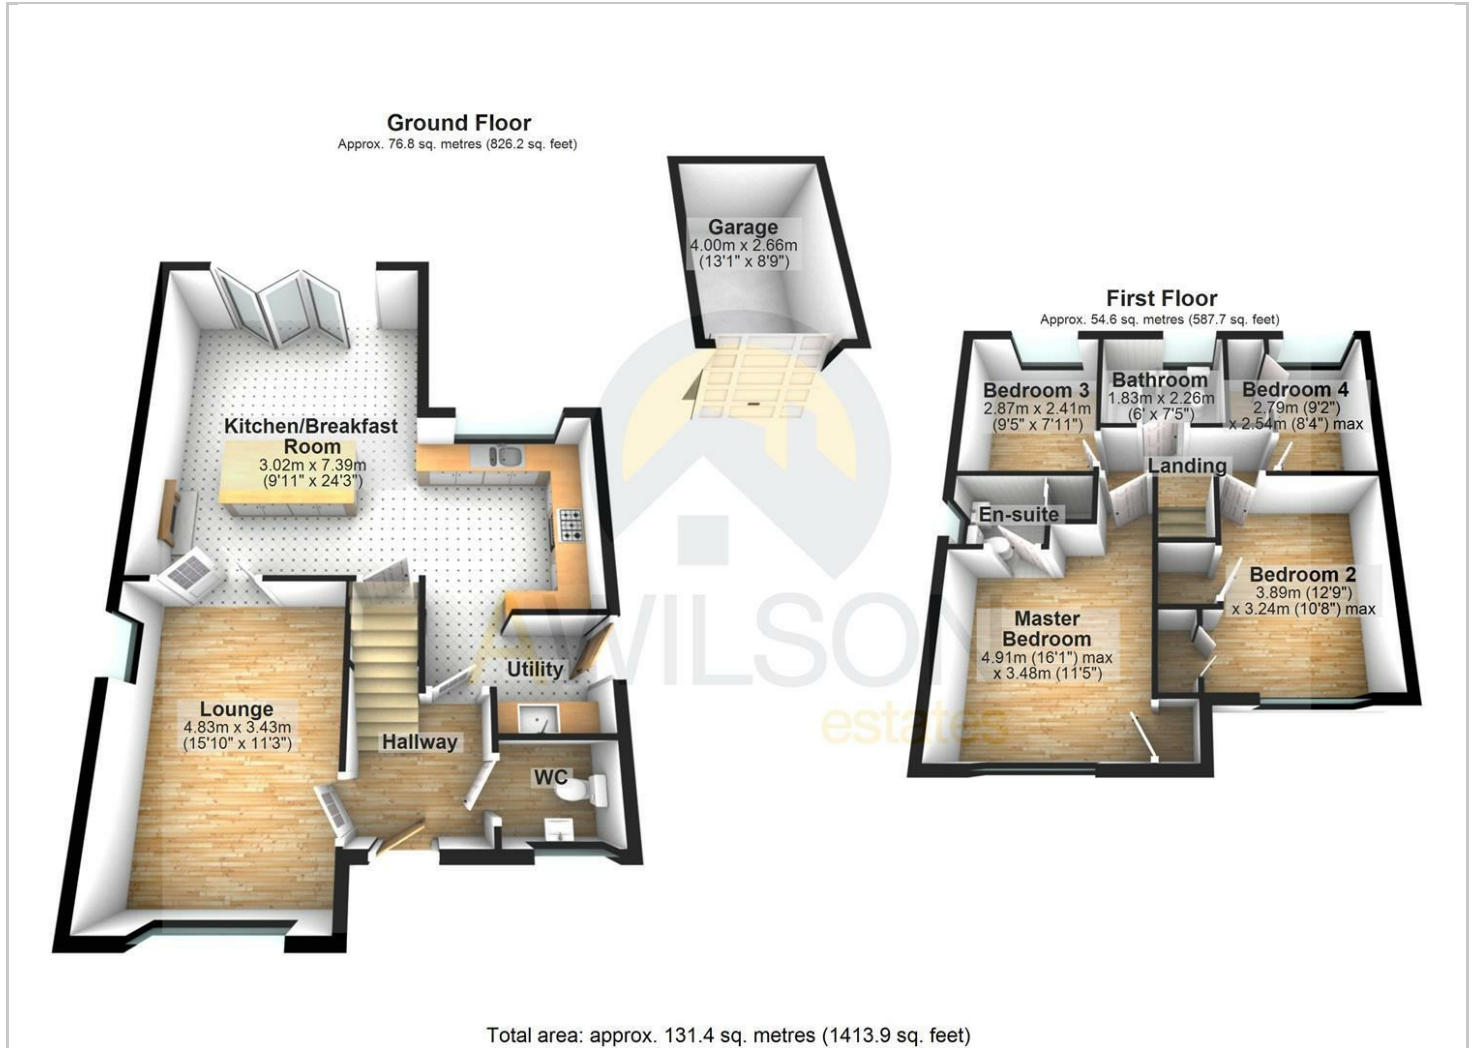 Ground Floor
Approx. 76.8 sq. metres (826.2 sq. feet)
Garage
4.00m x 2.66m
(13'1" x 8'9")
Kitchen/Breakfast
Room
3.02m x 7.39m
(9'11" x 24'3")
Utility
Lounge
4.83m x 3.43m
(15'10" x 11'3")
Hallway
WC
First Floor
Approx. 54.6 sq. metres (587.7 sq. feet)
Bedroom 3
2.87m x 2.41m
(9'5" x 7'11")
Bathroom
1.83m x 2.26m
(6' x 7'5")
Bedroom 4
2.79m (9'2")
x 2.54m (8'4") max
Landing
En-suite
Master
Bedroom
4.91m (16'1") max
x 3.48m (11'5")
Bedroom 2
3.89m (12'9")
x 3.24m (10'8") max
AWILSON
estates
Total area: approx. 131.4 sq. metres (1413.9 sq. feet)